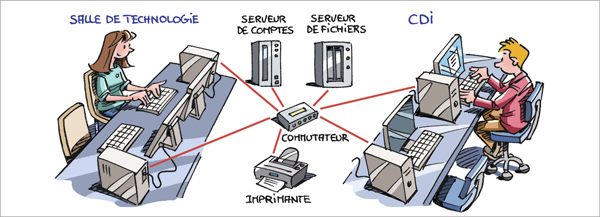 SALLE DE TECHNOLOGIE
SERVEUR
DE COMPTES
SERVEUR
DE FICHIERS
CDi
COMMUTATEUR
IMPRIMANTE